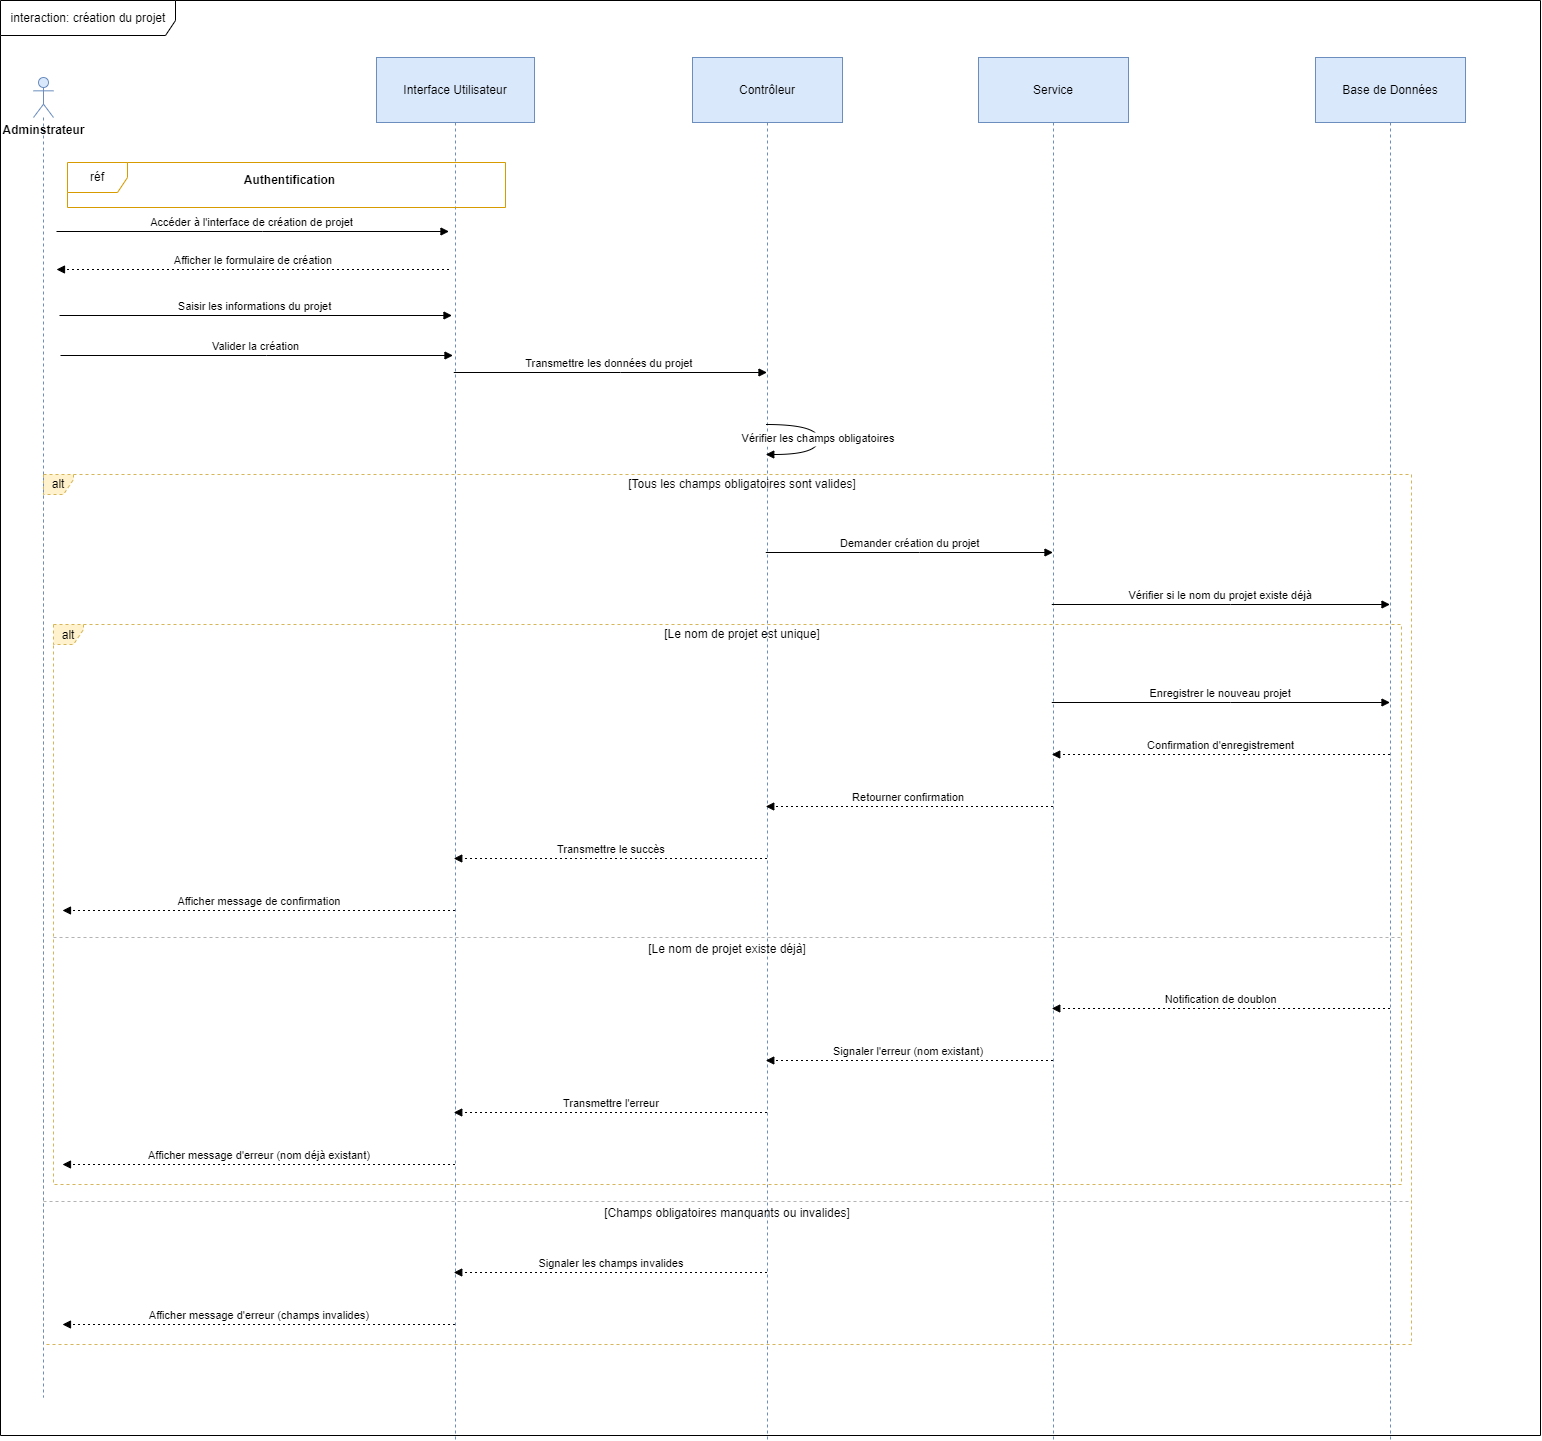 interaction: création du projet
Interface Utilisateur
Contrôleur
Service
Base de Données
Adminstrateur
réf
Authentification
Accéder à l'interface de création de projet
Afficher le formulaire de création
Saisir les informations du projet
Valider la création
Transmettre les données du projet
Vérifier les champs obligatoires
alt
[Tous les champs obligatoires sont valides]
Demander création du projet
Vérifier si le nom du projet existe déjà
alt
[Le nom de projet est unique]
Enregistrer le nouveau projet
Confirmation d'enregistrement
Retourner confirmation
Transmettre le succès
Afficher message de confirmation
[Le nom de projet existe déjà]
Notification de doublon
Signaler l'erreur (nom existant)
Transmettre l'erreur
Afficher message d'erreur (nom déjà existant)
[Champs obligatoires manquants ou invalides]
Signaler les champs invalides
Afficher message d'erreur (champs invalides)